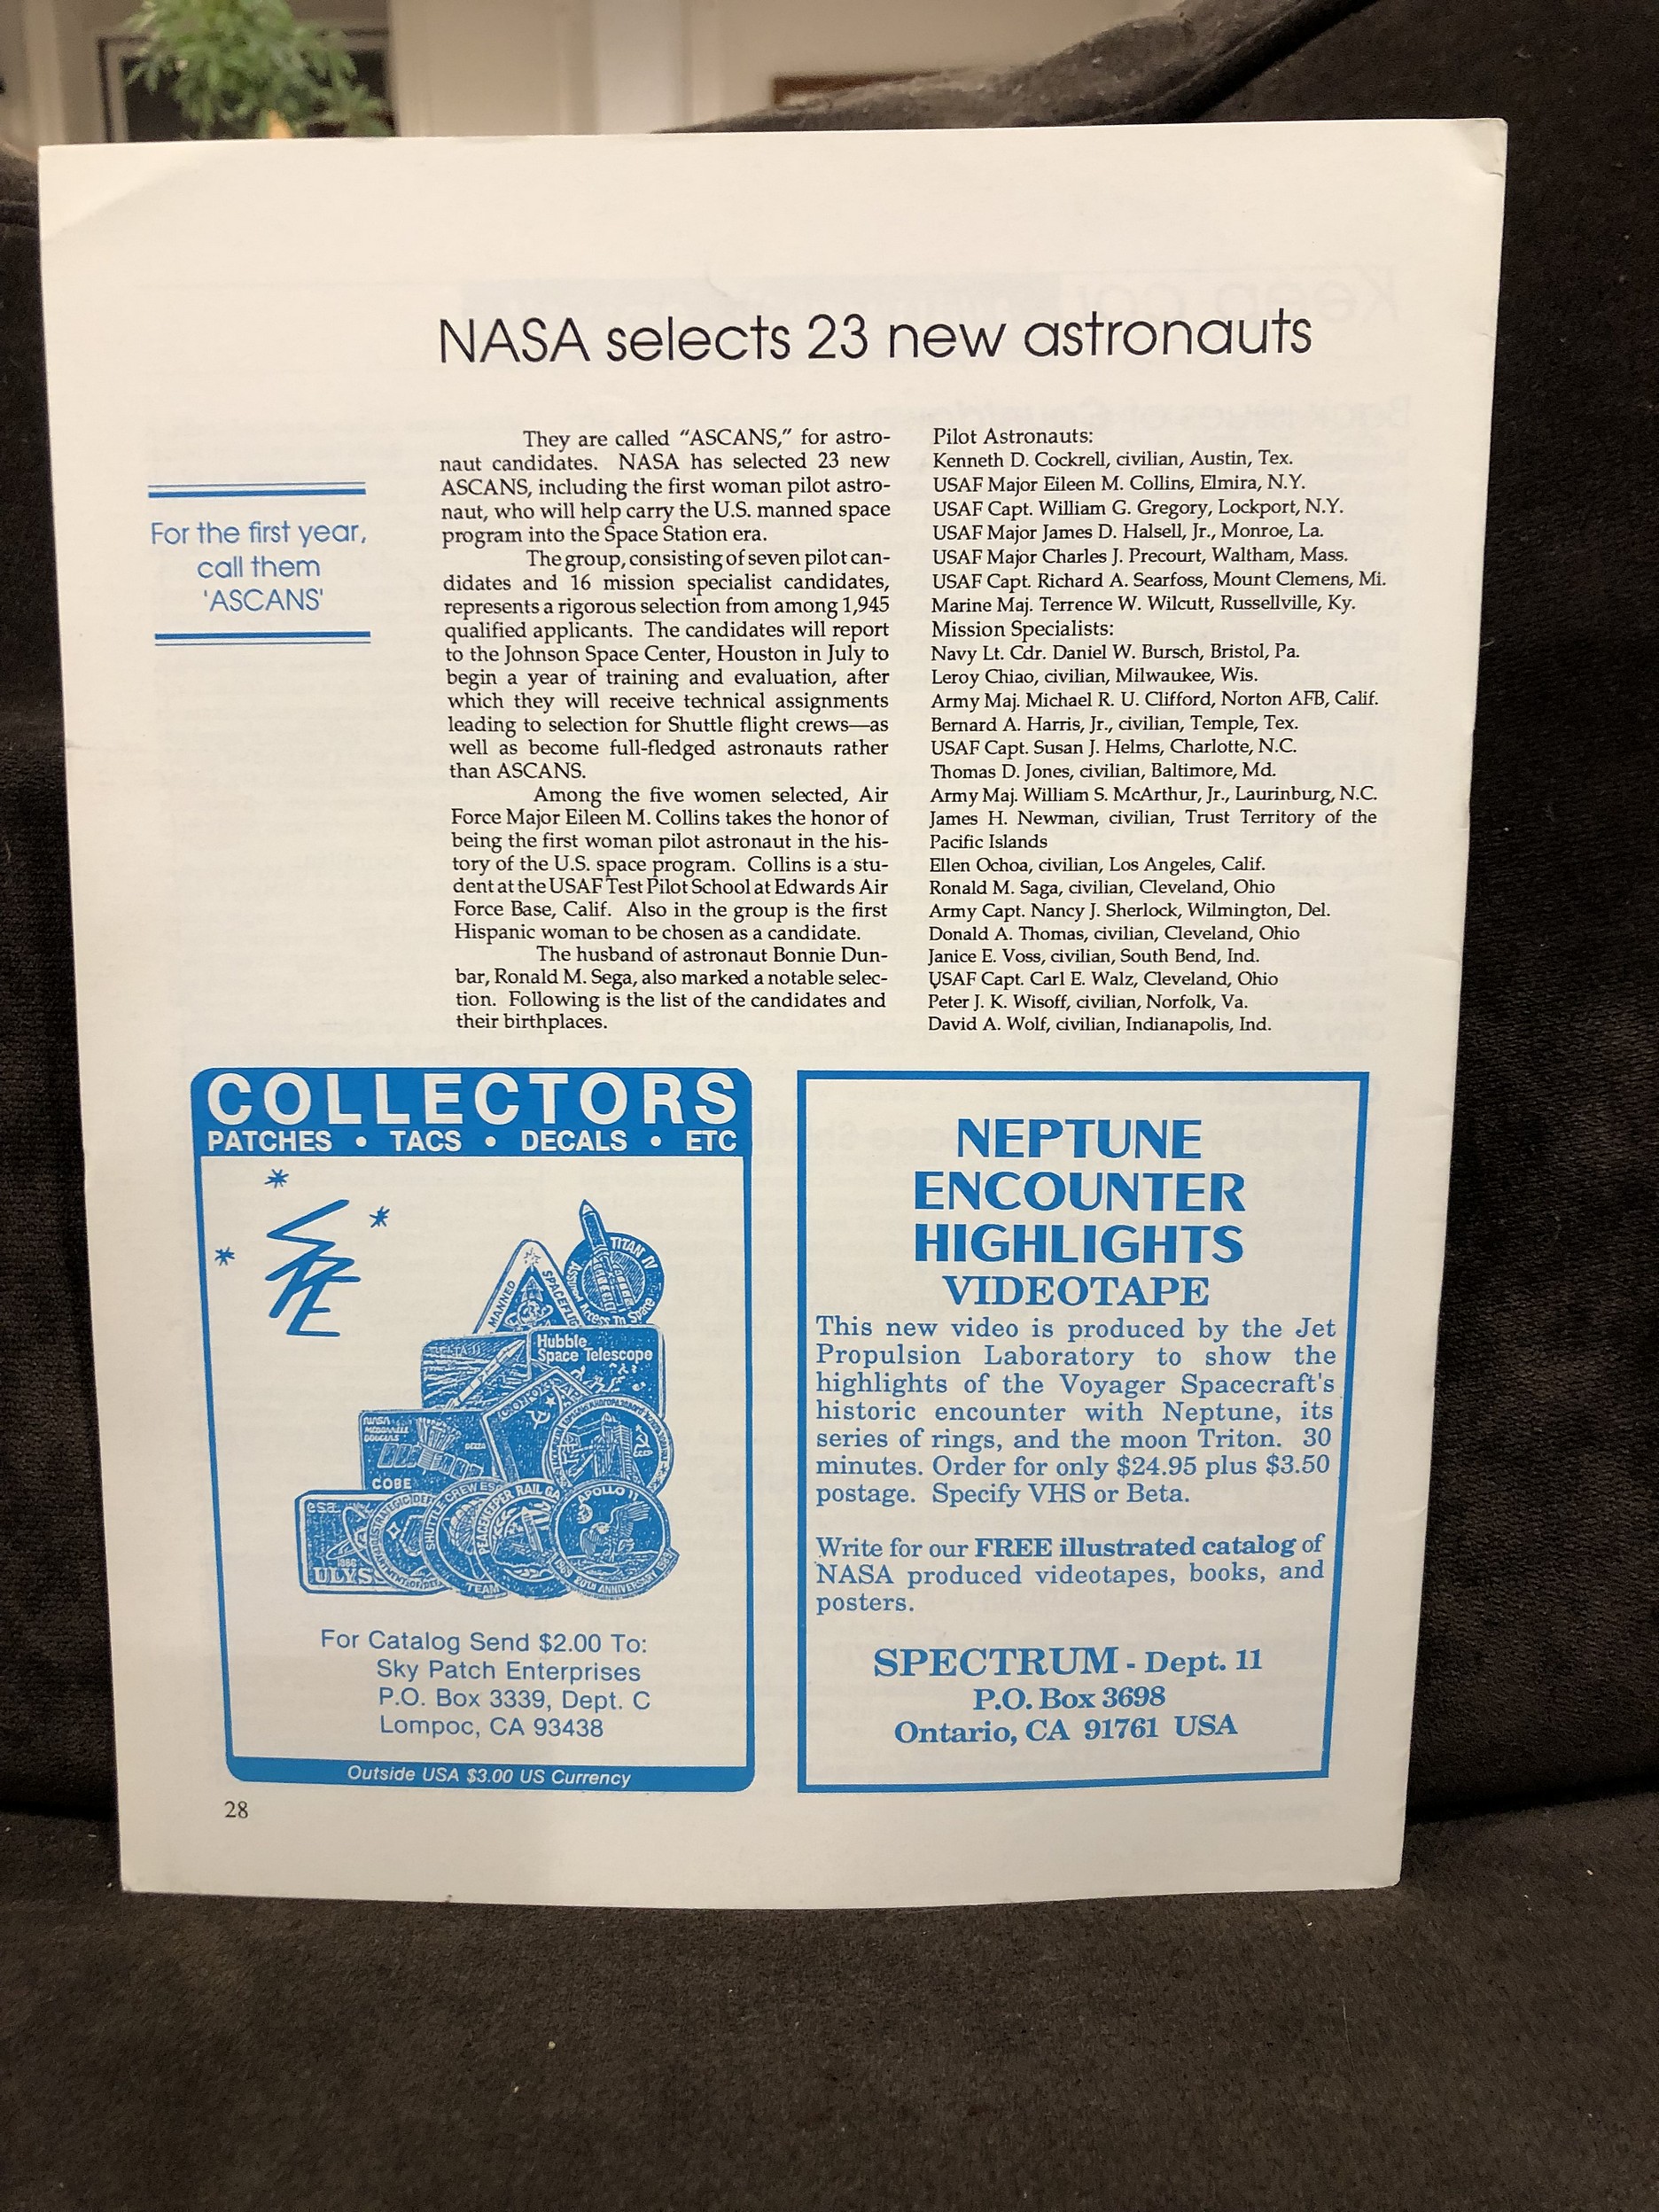 NASA selects 23 new astronauts
For the first year,
call them
'ASCANS'
They are called “ASCANS,” for astro-
naut candidates. NASA has selected 23 new
ASCANS, including the first woman pilot astro-
naut, who will help carry the U.S. manned space
program into the Space Station era.
The group, consisting of seven pilot can-
didates and 16 mission specialist candidates,
represents a rigorous selection from among 1,945
qualified applicants. The candidates will report
to the Johnson Space Center, Houston in July to
begin a year of training and evaluation, after
which they will receive technical assignments
leading to selection for Shuttle flight crews—as
well as become full-fledged astronauts rather
than ASCANS.
Among the five women selected, Air
Force Major Eileen M. Collins takes the honor of
being the first woman pilot astronaut in the his-
tory of the U.S. space program. Collins is a stu-
dent at the USAF Test Pilot School at Edwards Air
Force Base, Calif. Also in the group is the first
Hispanic woman to be chosen as a candidate.
The husband of astronaut Bonnie Dun-
bar, Ronald M. Sega, also marked a notable selec-
tion. Following is the list of the candidates and
their birthplaces.
Pilot Astronauts:
Kenneth D. Cockrell, civilian, Austin, Tex.
USAF Major Eileen M. Collins, Elmira, N.Y.
USAF Capt. William G. Gregory, Lockport, N.Y.
USAF Major James D. Halsell, Jr., Monroe, La.
USAF Major Charles J. Precourt, Waltham, Mass.
USAF Capt. Richard A. Searfoss, Mount Clemens, Mi.
Marine Maj. Terrence W. Wilcutt, Russellville, Ky.
Mission Specialists:
Navy Lt. Cdr. Daniel W. Bursch, Bristol, Pa.
Leroy Chiao, civilian, Milwaukee, Wis.
Army Maj. Michael R. U. Clifford, Norton AFB, Calif.
Bernard A. Harris, Jr., civilian, Temple, Tex.
USAF Capt. Susan J. Helms, Charlotte, N.C.
Thomas D. Jones, civilian, Baltimore, Md.
Army Maj. William S. McArthur, Jr., Laurinburg, N.C.
James H. Newman, civilian, Trust Territory of the
Pacific Islands
Ellen Ochoa, civilian, Los Angeles, Calif.
Ronald M. Saga, civilian, Cleveland, Ohio
Army Capt. Nancy J. Sherlock, Wilmington, Del.
Donald A. Thomas, civilian, Cleveland, Ohio
Janice E. Voss, civilian, South Bend, Ind.
USAF Capt. Carl E. Walz, Cleveland, Ohio
Peter J. K. Wisoff, civilian, Norfolk, Va.
David A. Wolf, civilian, Indianapolis, Ind.
COLLECTORS
PATCHES • TACS • DECALS • ETC
SPE
TITAN IV
Assured Access To Space
MANNED
Hubble
Space Telescope
NASA
MCDONNELL
DOUGLAS
DELTA
COBE
esa
ULYS
SHUTTLE CREW
PEACEKEEPER RAIL GA
TEAM
APOLLO 11
20TH ANNIVERSARY
For Catalog Send $2.00 To:
Sky Patch Enterprises
P.O. Box 3339, Dept. C
Lompoc, CA 93438
Outside USA $3.00 US Currency
NEPTUNE
ENCOUNTER
HIGHLIGHTS
VIDEOTAPE
This new video is produced by the Jet
Propulsion Laboratory to show the
highlights of the Voyager Spacecraft's
historic encounter with Neptune, its
series of rings, and the moon Triton. 30
minutes. Order for only $24.95 plus $3.50
postage. Specify VHS or Beta.
Write for our FREE illustrated catalog of
NASA produced videotapes, books, and
posters.
SPECTRUM - Dept. 11
P.O. Box 3698
Ontario, CA 91761 USA
28